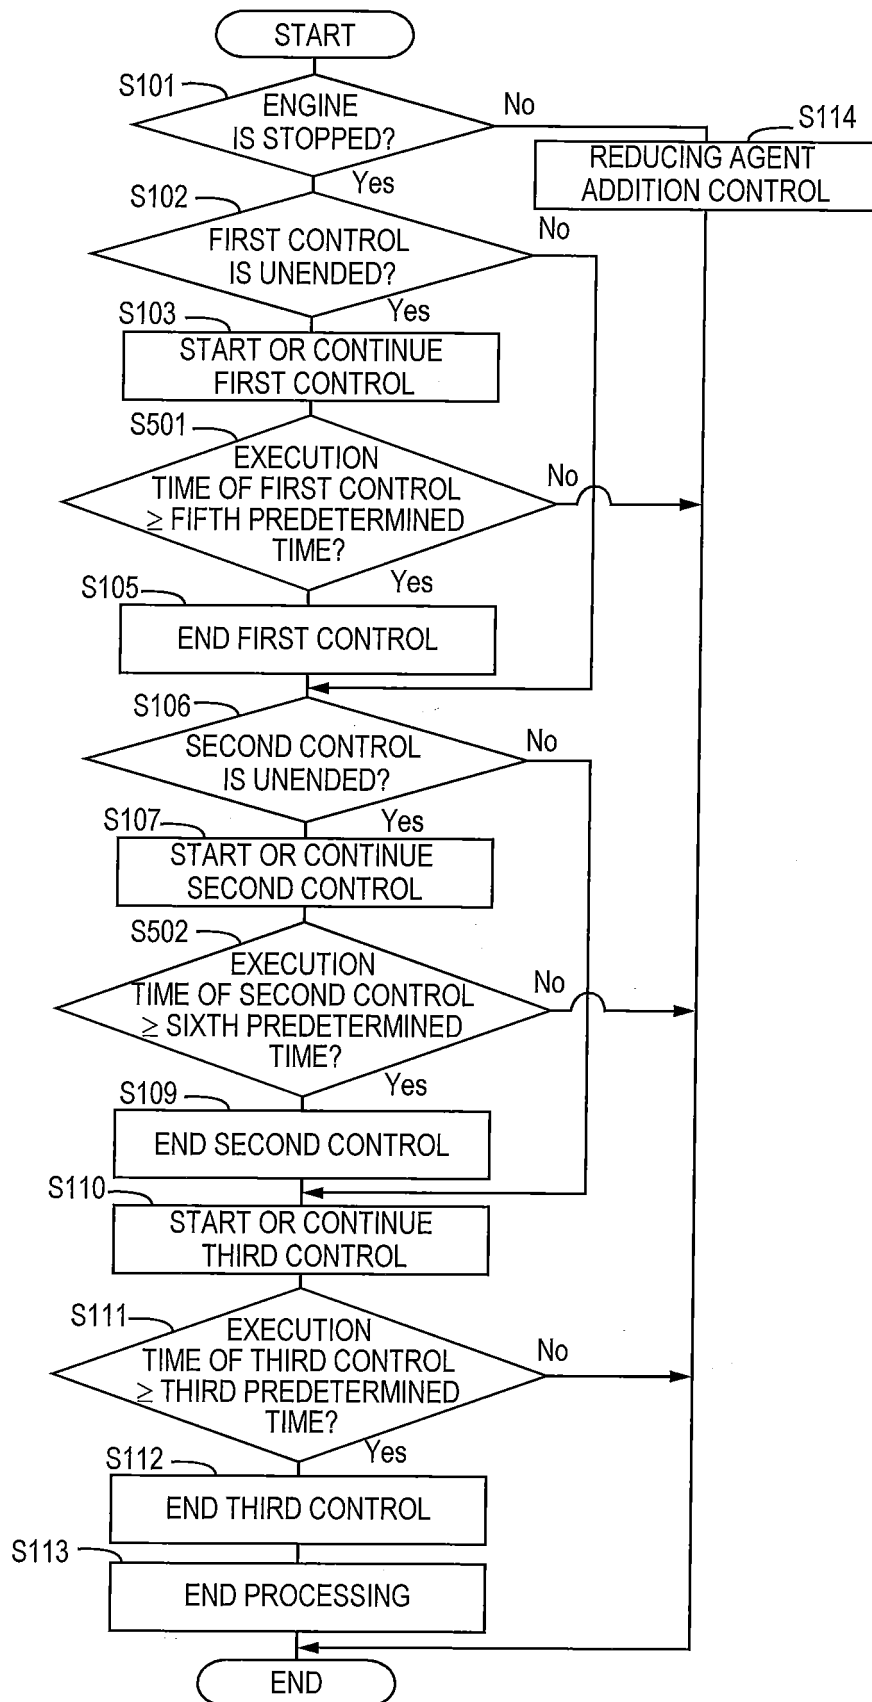 START
S101
ENGINE
IS STOPPED?
No
S114
REDUCING AGENT
ADDITION CONTROL
Yes
S102
FIRST CONTROL
IS UNENDED?
No
Yes
S103
START OR CONTINUE
FIRST CONTROL
S501
EXECUTION
TIME OF FIRST CONTROL
≥ FIFTH PREDETERMINED
TIME?
No
Yes
S105
END FIRST CONTROL
S106
SECOND CONTROL
IS UNENDED?
No
Yes
S107
START OR CONTINUE
SECOND CONTROL
S502
EXECUTION
TIME OF SECOND CONTROL
≥ SIXTH PREDETERMINED
TIME?
No
Yes
S109
END SECOND CONTROL
S110
START OR CONTINUE
THIRD CONTROL
S111
EXECUTION
TIME OF THIRD CONTROL
≥ THIRD PREDETERMINED
TIME?
No
Yes
S112
END THIRD CONTROL
S113
END PROCESSING
END